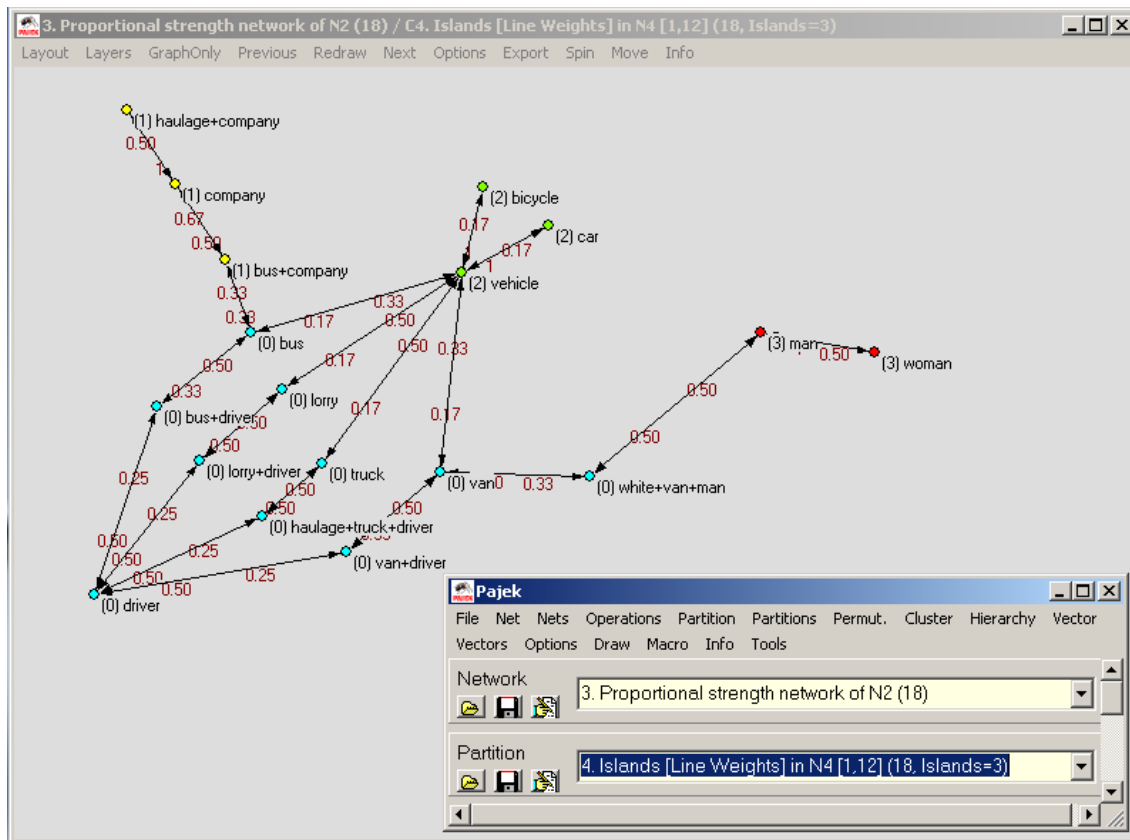 3. Proportional strength network of N2 (18) / C4. Islands [Line Weights] in N4 [1,12] (18, Islands=3)
Layout Layers GraphOnly Previous Redraw Next Options Export Spin Move Info
(1) haulage+company
0.50
1
(1) company
(2) bicycle
0.67
0.17
(2) car
0.50
0.17
1
(1) bus+company
(2) vehicle
0.33
0.33
0.33
0.17
0.50
(0) bus
(3) man
0.50
0.50
(3) woman
0.33
0.50
0.17
0.33
(0) lorry
0.50
0.17
0.17
(0) bus+driver
0.50
0.50
0.50
(0) lorry+driver
(0) truck
(0) van
0
0.33
(0) white+van+man
0.25
0.50
0.50
0.50
0.25
(0) haulage+truck+driver
0.50
0.25
0.50
(0) van+driver
0.50
0.25
0.50
(0) driver
Pajek
File Net Nets Operations Partition Partitions Permut. Cluster Hierarchy Vector
Vectors Options Draw Macro Info Tools
Network
3. Proportional strength network of N2 (18)
Partition
4. Islands [Line Weights] in N4 [1,12] (18, Islands=3)